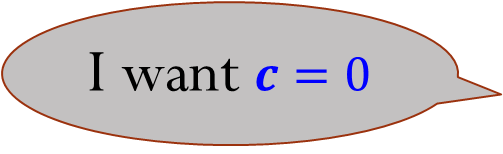 I want c = 0